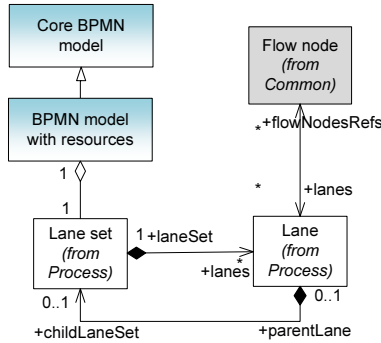 Core BPMN
model
Flow node
(from
Common)
BPMN model
with resources
*
+flowNodesRefs
1
*
+lanes
1
Lane set
(from
Process)
1
+laneSet
*
+lanes
Lane
(from
Process)
0..1
0..1
+childLaneSet
+parentLane